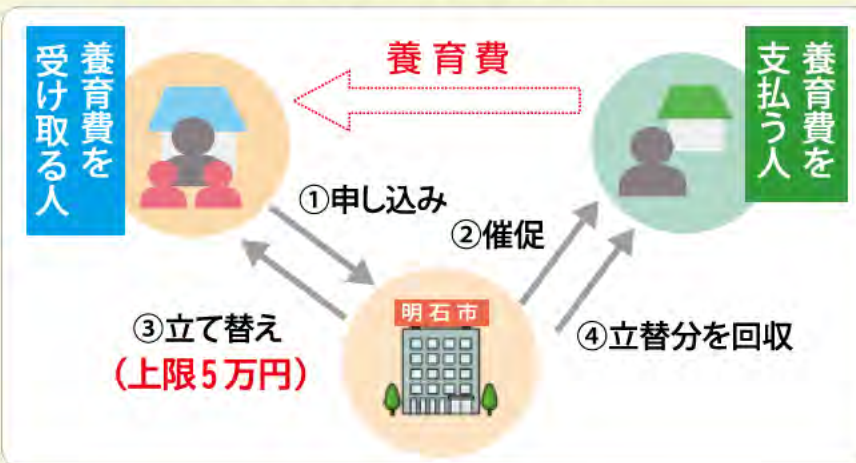 養育費を
受け取る人
養育費
養育費を
支払う人
①申し込み
②催促
明石市
③立て替え
（上限5万円）
④立替分を回収